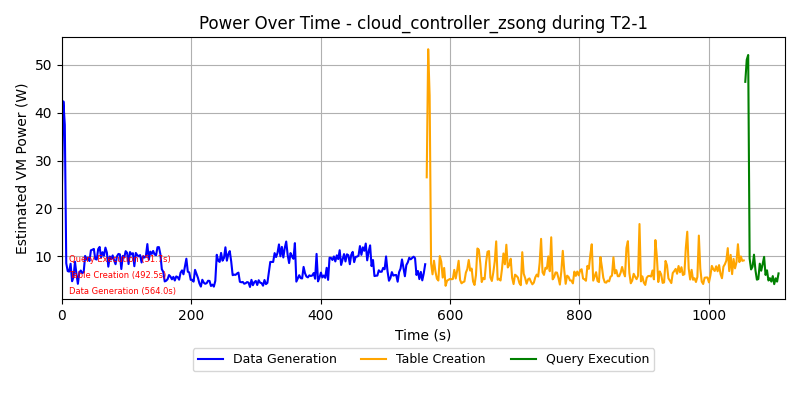 Power Over Time - cloud_controller_zsong during T2-1
Estimated VM Power (W)
50
40
30
20
10
Table Creation (492.5s)
Data Generation (564.0s)
0
200
400
600
800
1000
Time (s)
Data Generation
Table Creation
Query Execution